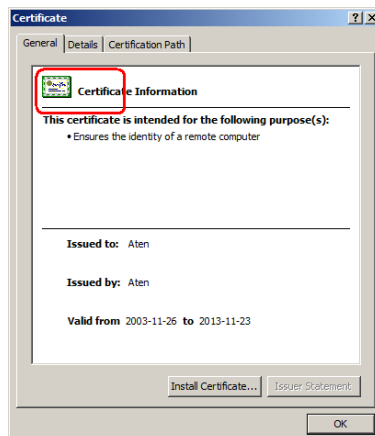 Certificate
General Details Certification Path
Certificate Information
This certificate is intended for the following purpose(s):
• Ensures the identity of a remote computer
Issued to: Aten
Issued by: Aten
Valid from 2003-11-26 to 2013-11-23
Install Certificate... Issuer Statement
OK